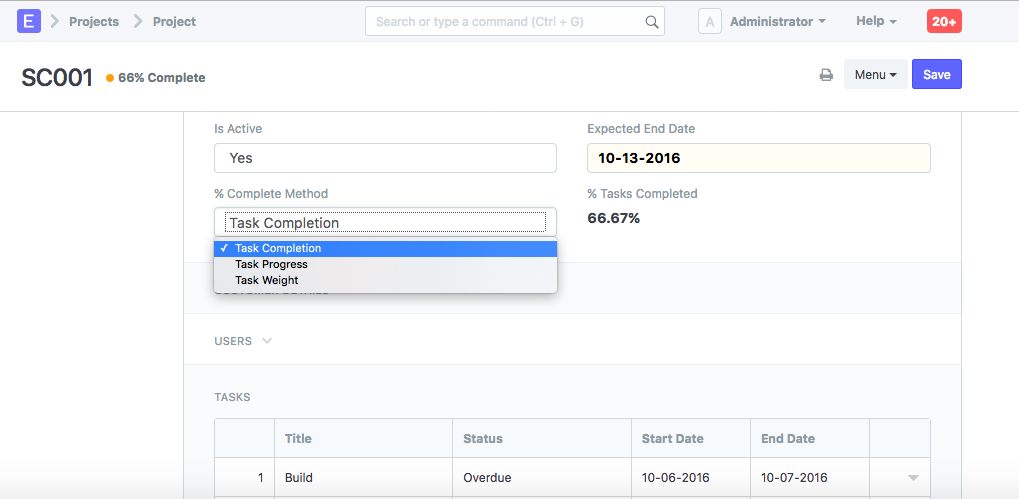 E Projects Project Search or type a command (Ctrl + G) A Administrator Help 20+
SC001 66% Complete Menu Save
Is Active Expected End Date
Yes 10-13-2016
% Complete Method % Tasks Completed
Task Completion 66.67%
✓ Task Completion
Task Progress
Task Weight
USERS
TASKS
Title Status Start Date End Date
1 Build Overdue 10-06-2016 10-07-2016